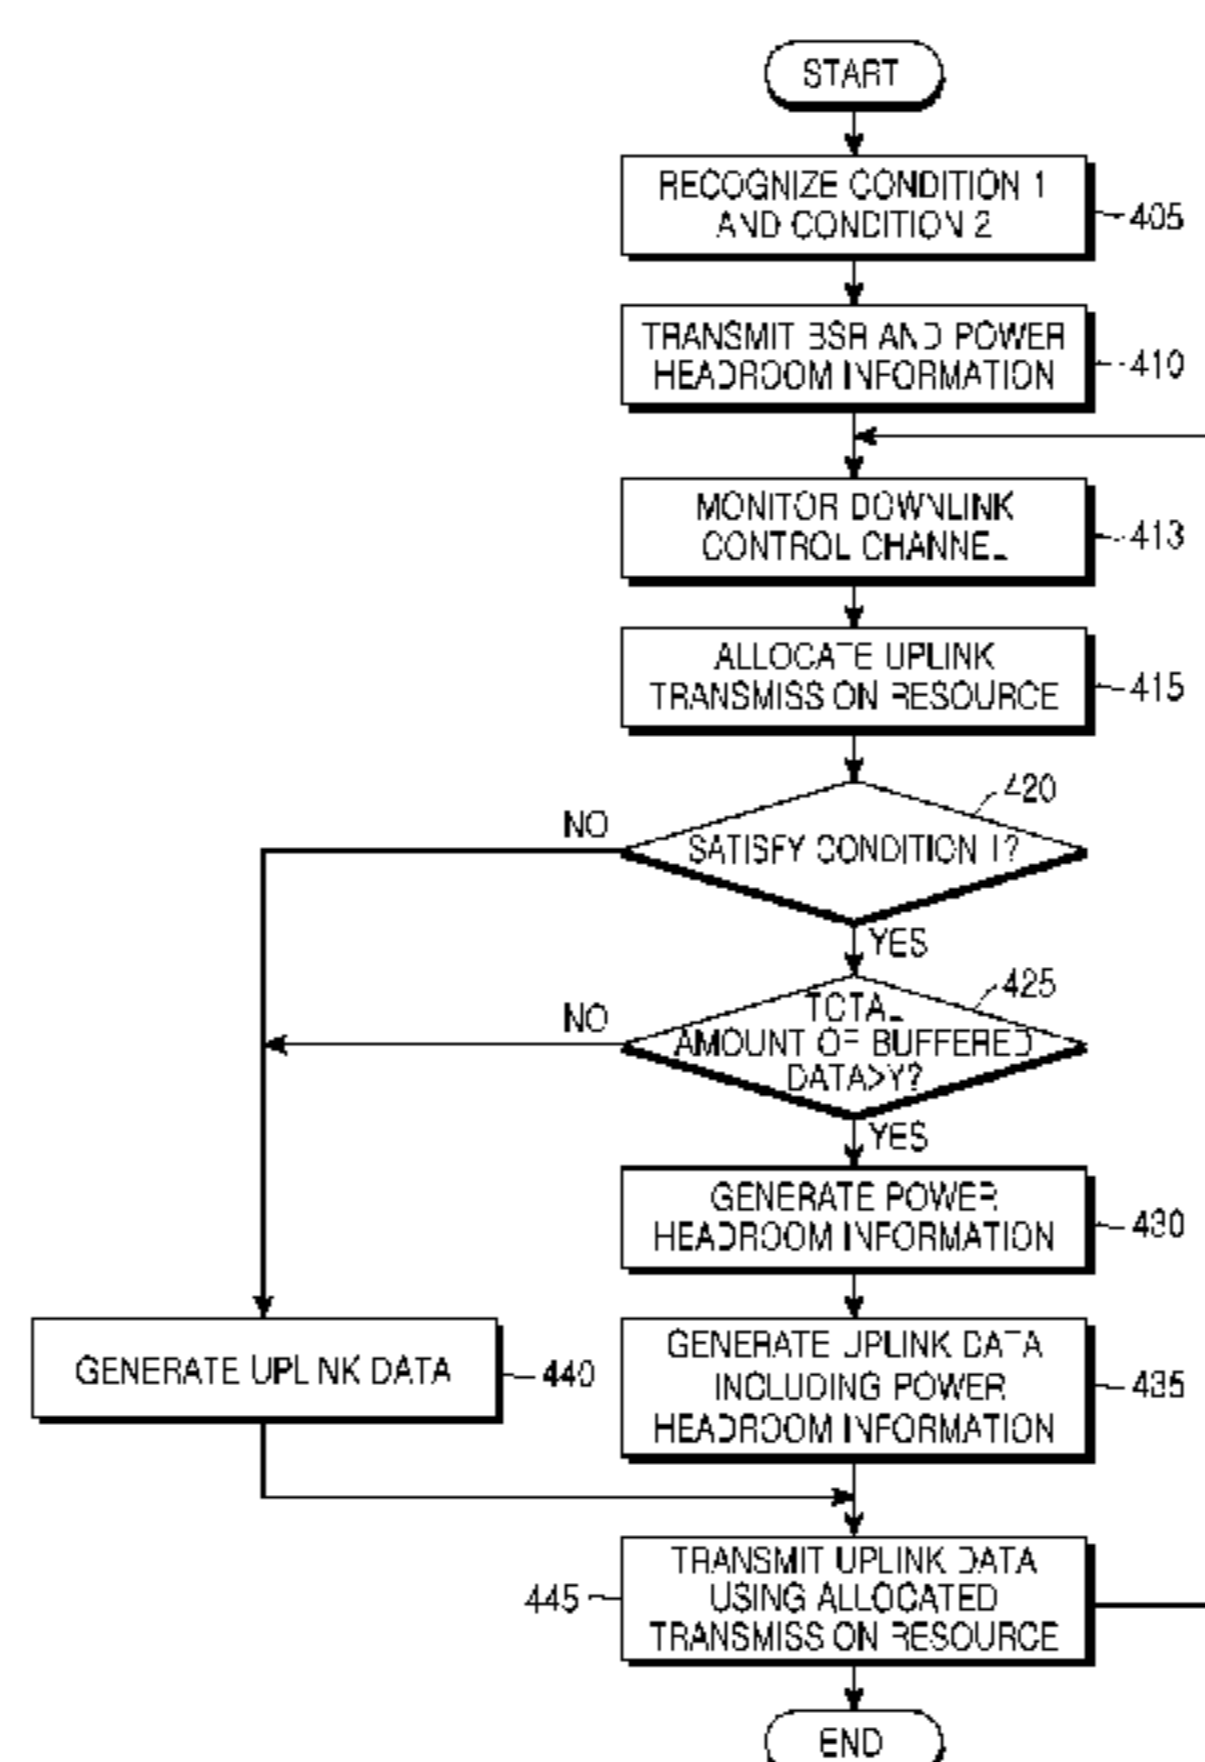 START
RECOGNIZE CONDITION 1
AND CONDITION 2
405
TRANSMIT BSR AND POWER
HEADROOM INFORMATION
410
MONITOR DOWNLINK
CONTROL CHANNEL
413
ALLOCATE UPLINK
TRANSMISSION RESOURCE
415
420
NO
SATISFY CONDITION 1?
YES
425
NO
TOTAL
AMOUNT OF BUFFERED
DATA>Y?
YES
GENERATE POWER
HEADROOM INFORMATION
430
GENERATE UPLINK DATA
440
GENERATE UPLINK DATA
INCLUDING POWER
HEADROOM INFORMATION
435
445
TRANSMIT UPLINK DATA
USING ALLOCATED
TRANSMISSION RESOURCE
END